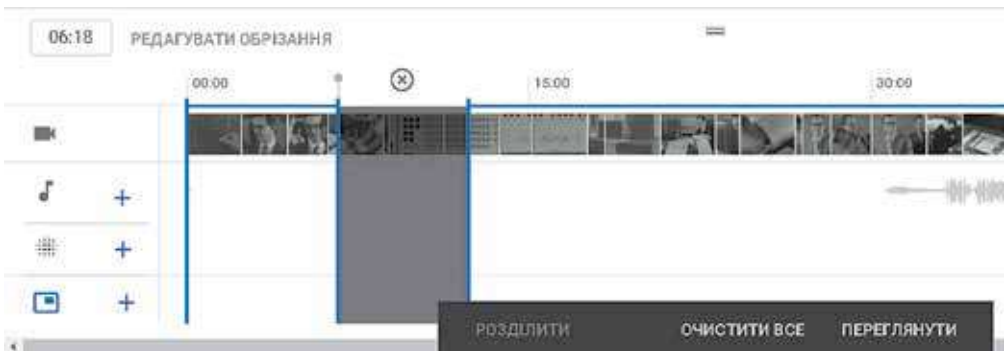 06:18 РЕДАГУВАТИ ОБРІЗАННЯ
00:00 15:00 30:00
РОЗДІЛИТИ ОЧИСТИТИ ВСЕ ПЕРЕГЛЯНУТИ